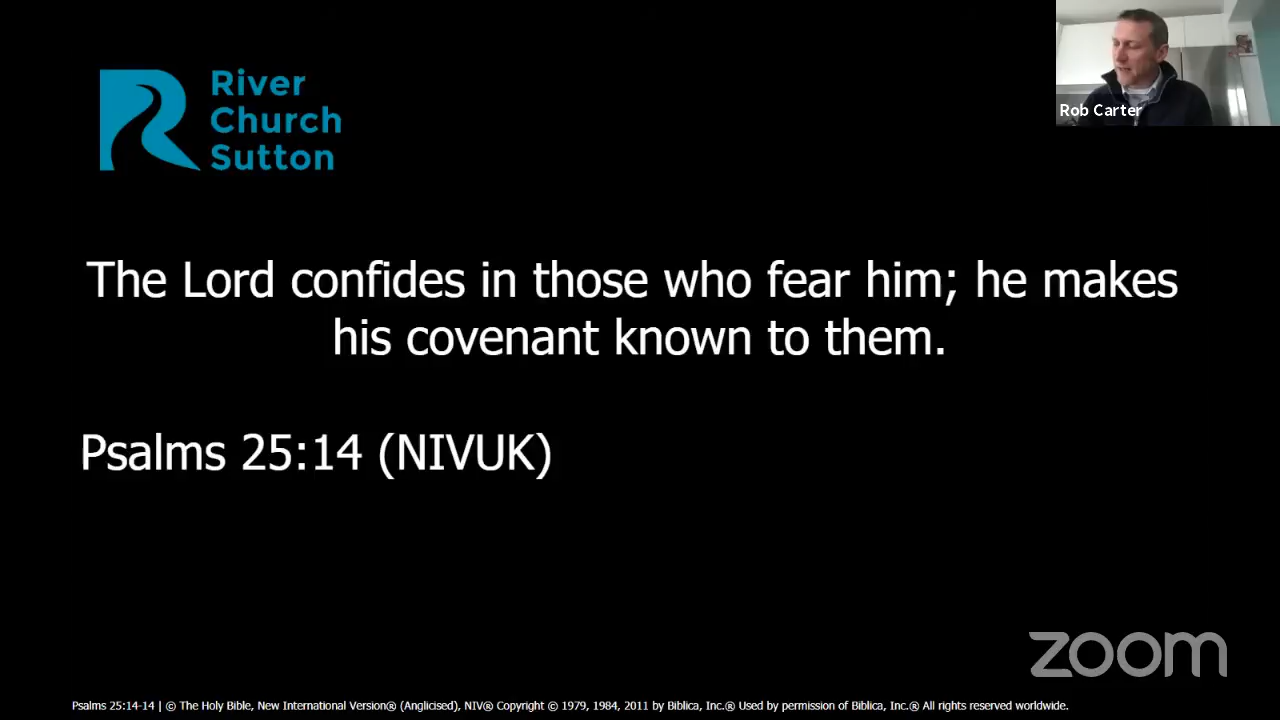 River
Church
Sutton
Rob Carter
The Lord confides in those who fear him; he makes
his covenant known to them.
Psalms 25:14 (NIVUK)
zoom
Psalms 25:14-14 | © The Holy Bible, New International Version® (Anglicised), NIV® Copyright © 1979, 1984, 2011 by Biblica, Inc.® Used by permission of Biblica, Inc.® All rights reserved worldwide.